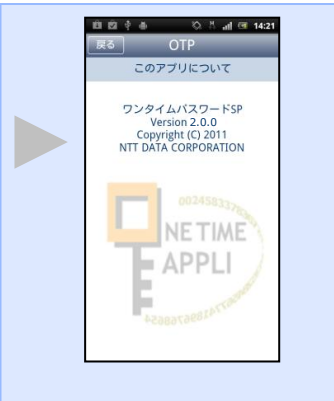 14:21
戻る
OTP
このアプリについて
ワンタイムパスワードSP
Version 2.0.0
Copyright (C) 2011
NTT DATA CORPORATION
NE TIME
APPLI